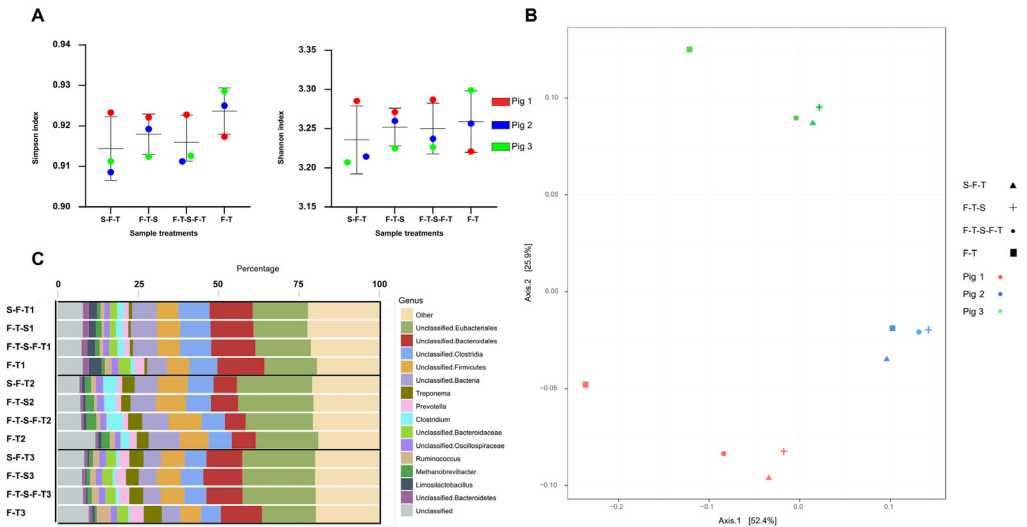 A
0.94
0.93
0.92
0.91
0.90
Simpson index
S-F-T
F-T-S
F-T-S-F-T
F-T
Sample treatments
3.35
3.30
3.25
3.20
3.15
Shannon index
S-F-T
F-T-S
F-T-S-F-T
F-T
Sample treatments
Pig 1
Pig 2
Pig 3
B
0.10
0.05
0.00
−0.05
−0.10
Axis.2 [25.9%]
−0.2
−0.1
0.0
0.1
Axis.1 [52.4%]
S-F-T
F-T-S
F-T-S-F-T
F-T
Pig 1
Pig 2
Pig 3
C
Percentage
0
25
50
75
100
S-F-T1
F-T-S1
F-T-S-F-T1
F-T1
S-F-T2
F-T-S2
F-T-S-F-T2
F-T2
S-F-T3
F-T-S3
F-T-S-F-T3
F-T3
Genus
Other
Unclassified.Eubacteriales
Unclassified.Bacteroidales
Unclassified.Clostridia
Unclassified.Firmicutes
Unclassified.Bacteria
Treponema
Prevotella
Clostridium
Unclassified.Bacteroidaceae
Unclassified.Oscillospiraceae
Ruminococcus
Methanobrevibacter
Limosilactobacillus
Unclassified.Bacteroidetes
Unclassified